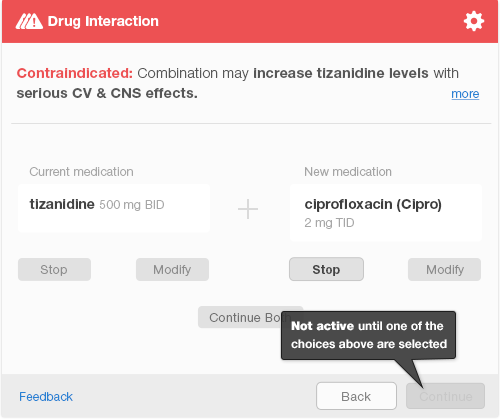 Drug Interaction
Contraindicated: Combination may increase tizanidine levels with
serious CV & CNS effects.
more
Current medication
New medication
tizanidine 500 mg BID
ciprofloxacin (Cipro)
2 mg TID
Stop
Modify
Stop
Modify
Continue Bo
Not active until one of the
choices above are selected
Feedback
Back
Continue